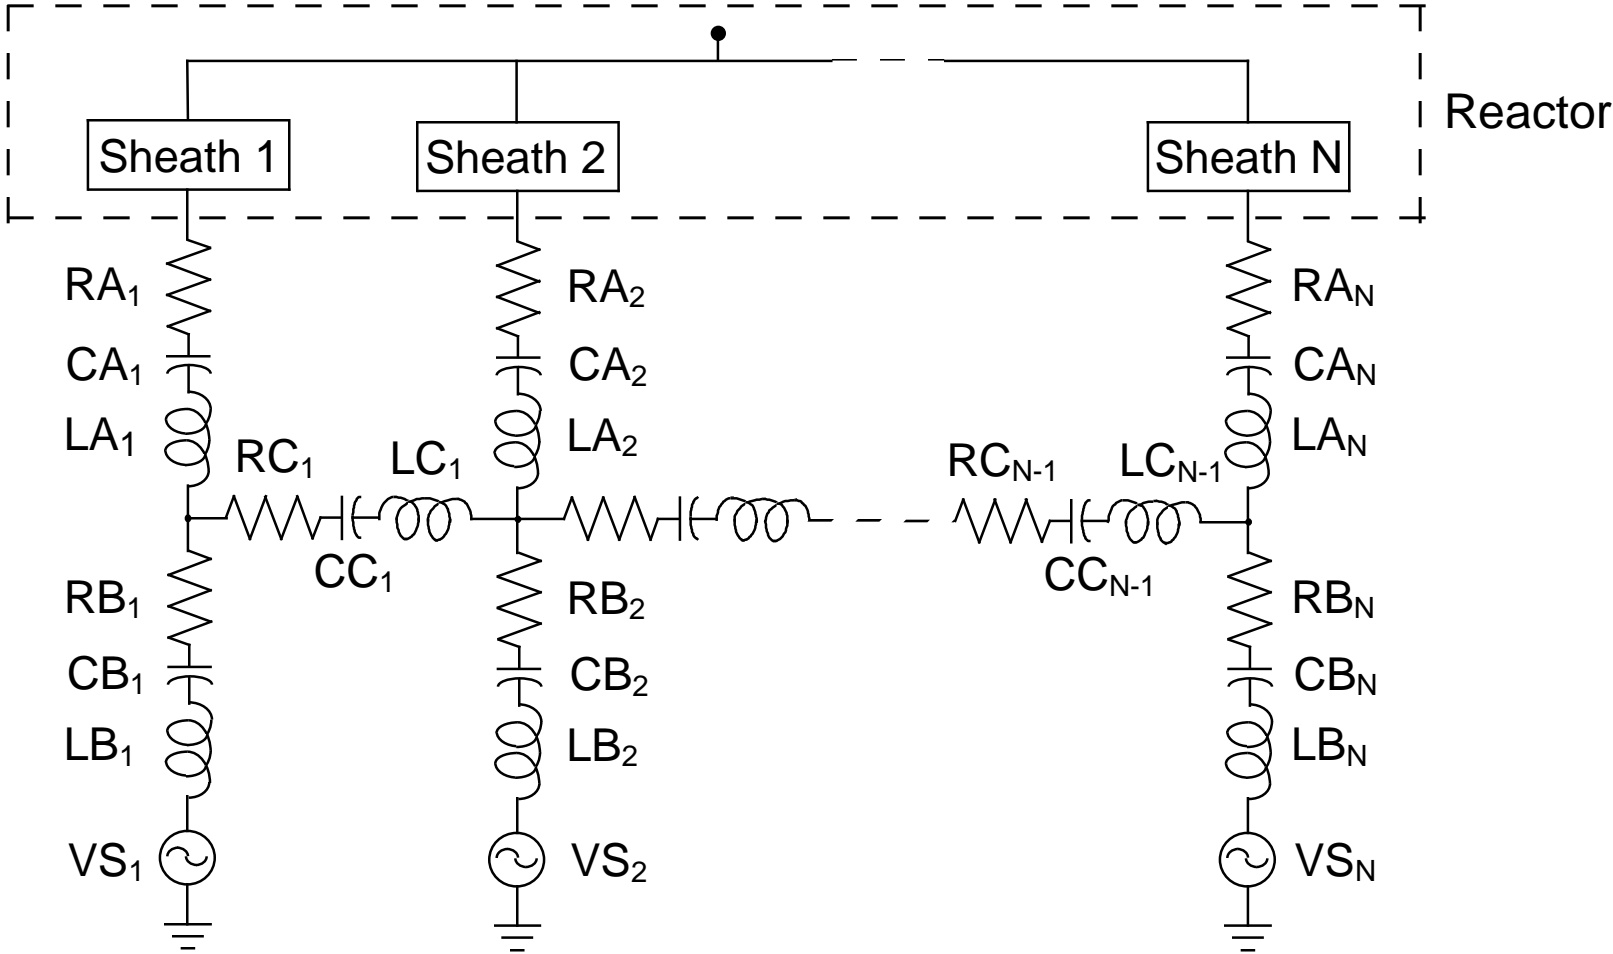 Reactor
Sheath 1 Sheath 2 Sheath N
RA1 RA2 RAN
CA1 CA2 CAN
LA1 LA2 LAN
RC1 LC1 RCN-1 LCN-1
CC1 CCN-1
RB1 RB2 RBN
CB1 CB2 CBN
LB1 LB2 LBN
VS1 VS2 VSN